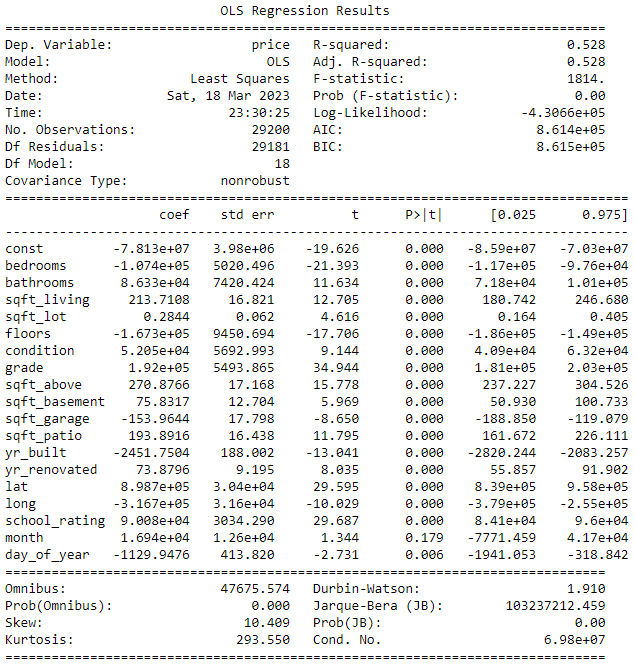 OLS Regression Results
==============================================================================
Dep. Variable: price R-squared: 0.528
Model: OLS Adj. R-squared: 0.528
Method: Least Squares F-statistic: 1814.
Date: Sat, 18 Mar 2023 Prob (F-statistic): 0.00
Time: 23:30:25 Log-Likelihood: -4.3066e+05
No. Observations: 29200 AIC: 8.614e+05
Df Residuals: 29181 BIC: 8.615e+05
Df Model: 18
Covariance Type: nonrobust
=================================================================================
coef std err t P>|t| [0.025 0.975]
---------------------------------------------------------------------------------
const -7.813e+07 3.98e+06 -19.626 0.000 -8.59e+07 -7.03e+07
bedrooms -1.074e+05 5020.496 -21.393 0.000 -1.17e+05 -9.76e+04
bathrooms 8.633e+04 7420.424 11.634 0.000 7.18e+04 1.01e+05
sqft_living 213.7108 16.821 12.705 0.000 180.742 246.680
sqft_lot 0.2844 0.062 4.616 0.000 0.164 0.405
floors -1.673e+05 9450.694 -17.706 0.000 -1.86e+05 -1.49e+05
condition 5.205e+04 5692.993 9.144 0.000 4.09e+04 6.32e+04
grade 1.92e+05 5493.865 34.944 0.000 1.81e+05 2.03e+05
sqft_above 270.8766 17.168 15.778 0.000 237.227 304.526
sqft_basement 75.8317 12.704 5.969 0.000 50.930 100.733
sqft_garage -153.9644 17.798 -8.650 0.000 -188.850 -119.079
sqft_patio 193.8916 16.438 11.795 0.000 161.672 226.111
yr_built -2451.7504 188.002 -13.041 0.000 -2820.244 -2083.257
yr_renovated 73.8796 9.195 8.035 0.000 55.857 91.902
lat 8.987e+05 3.04e+04 29.595 0.000 8.39e+05 9.58e+05
long -3.167e+05 3.16e+04 -10.029 0.000 -3.79e+05 -2.55e+05
school_rating 9.008e+04 3034.290 29.687 0.000 8.41e+04 9.6e+04
month 1.694e+04 1.26e+04 1.344 0.179 -7771.459 4.17e+04
day_of_year -1129.9476 413.820 -2.731 0.006 -1941.053 -318.842
==============================================================================
Omnibus: 47675.574 Durbin-Watson: 1.910
Prob(Omnibus): 0.000 Jarque-Bera (JB): 103237212.459
Skew: 10.409 Prob(JB): 0.00
Kurtosis: 293.550 Cond. No. 6.98e+07
==============================================================================